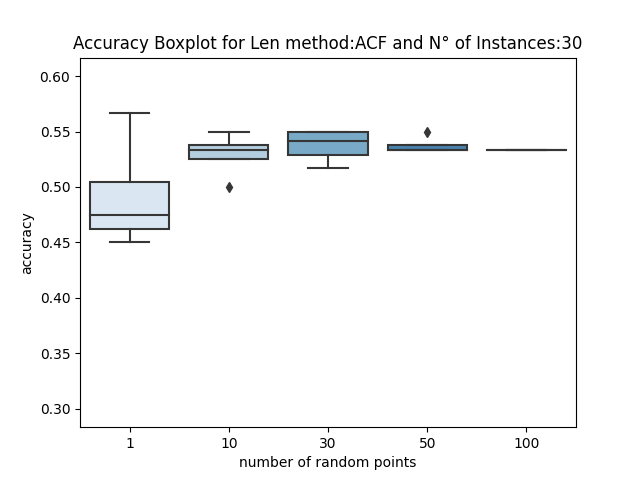 Accuracy Boxplot for Len method:ACF and N° of Instances:30
0.60
0.55
0.50
0.45
0.40
0.35
0.30
accuracy
1 10 30 50 100
number of random points